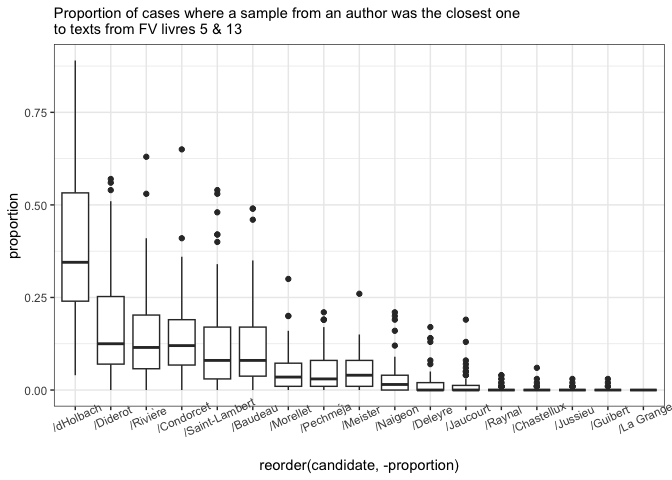 Proportion of cases where a sample from an author was the closest one
to texts from FV livres 5 & 13
0.75
0.50
0.25
0.00
proportion
/dHolbach
/Diderot
/Riviere
/Condorcet
/Saint-Lambert
/Baudeau
/Morellet
/Pechmeja
/Meister
/Naigeon
/Deleyre
/Jaucourt
/Raynal
/Chastellux
/Jussieu
/Guibert
/La Grange
reorder(candidate, -proportion)